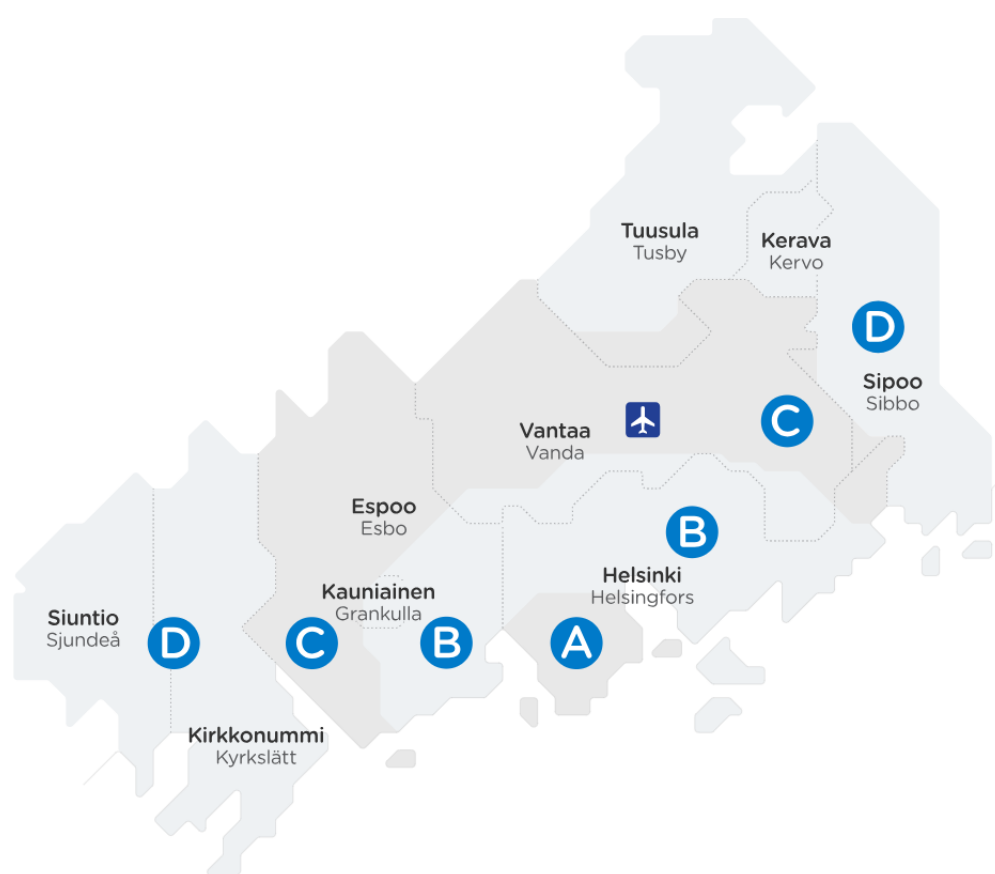 Tuusula
Tusby
Kerava
Kervo
D
Sipoo
Sibbo
C
Vantaa
Vanda
Espoo
Esbo
B
Helsinki
Helsingfors
Kauniainen
Grankulla
Siuntio
Sjundeå
D
C
B
A
Kirkkonummi
Kyrkslätt